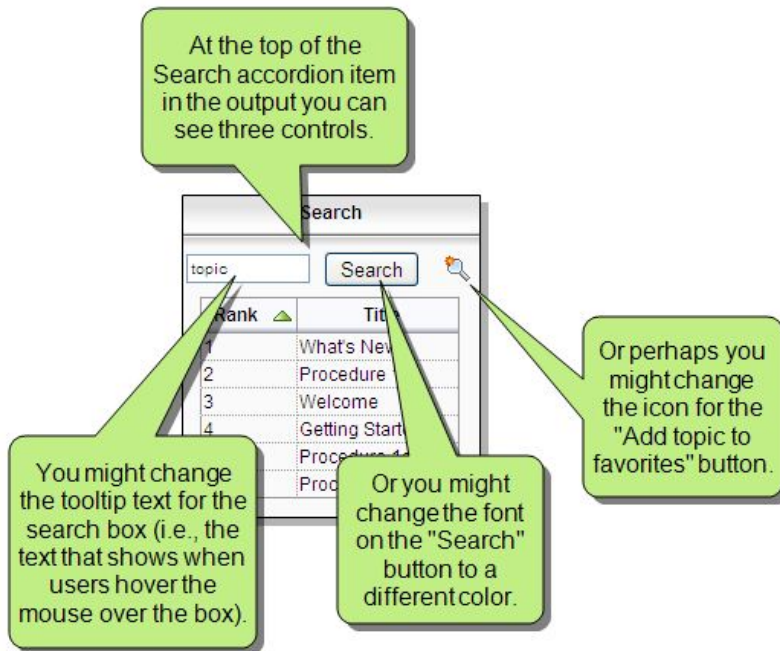 At the top of the
Search accordion item
in the output you can
see three controls.
Search
topic
Search
Rank Title
1 What's New
2 Procedure
3 Welcome
4 Getting Starte
Procedure
Proc
You might change
the tooltip text for the
search box (i.e., the
text that shows when
users hover the
mouse over the box).
Or you might
change the font
on the "Search"
button to a
different color.
Or perhaps you
might change
the icon for the
"Add topic to
favorites" button.